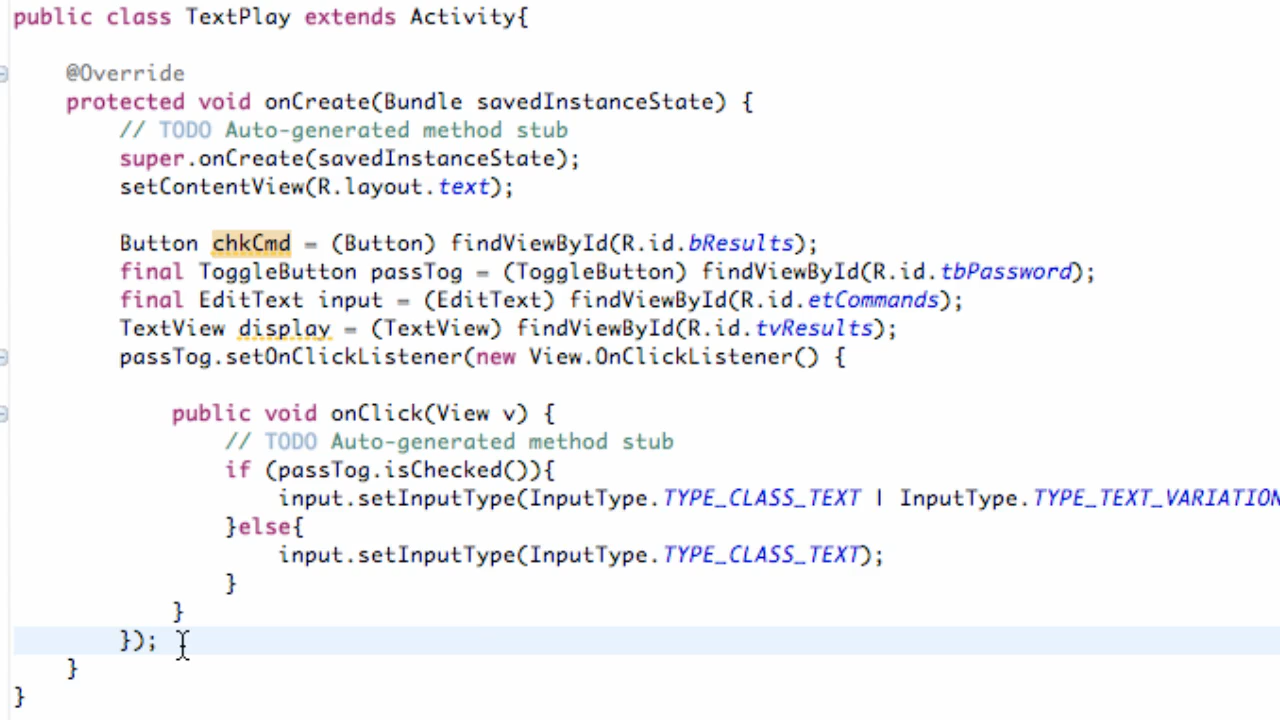 public class TextPlay extends Activity{
@Override
protected void onCreate(Bundle savedInstanceState) {
// TODO Auto-generated method stub
super.onCreate(savedInstanceState);
setContentView(R.layout.text);
Button chkCmd = (Button) findViewById(R.id.bResults);
final ToggleButton passTog = (ToggleButton) findViewById(R.id.tbPassword);
final EditText input = (EditText) findViewById(R.id.etCommands);
TextView display = (TextView) findViewById(R.id.tvResults);
passTog.setOnClickListener(new View.OnClickListener() {
public void onClick(View v) {
// TODO Auto-generated method stub
if (passTog.isChecked()){
input.setInputType(InputType.TYPE_CLASS_TEXT | InputType.TYPE_TEXT_VARIATION
}else{
input.setInputType(InputType.TYPE_CLASS_TEXT);
}
}
});
}
}